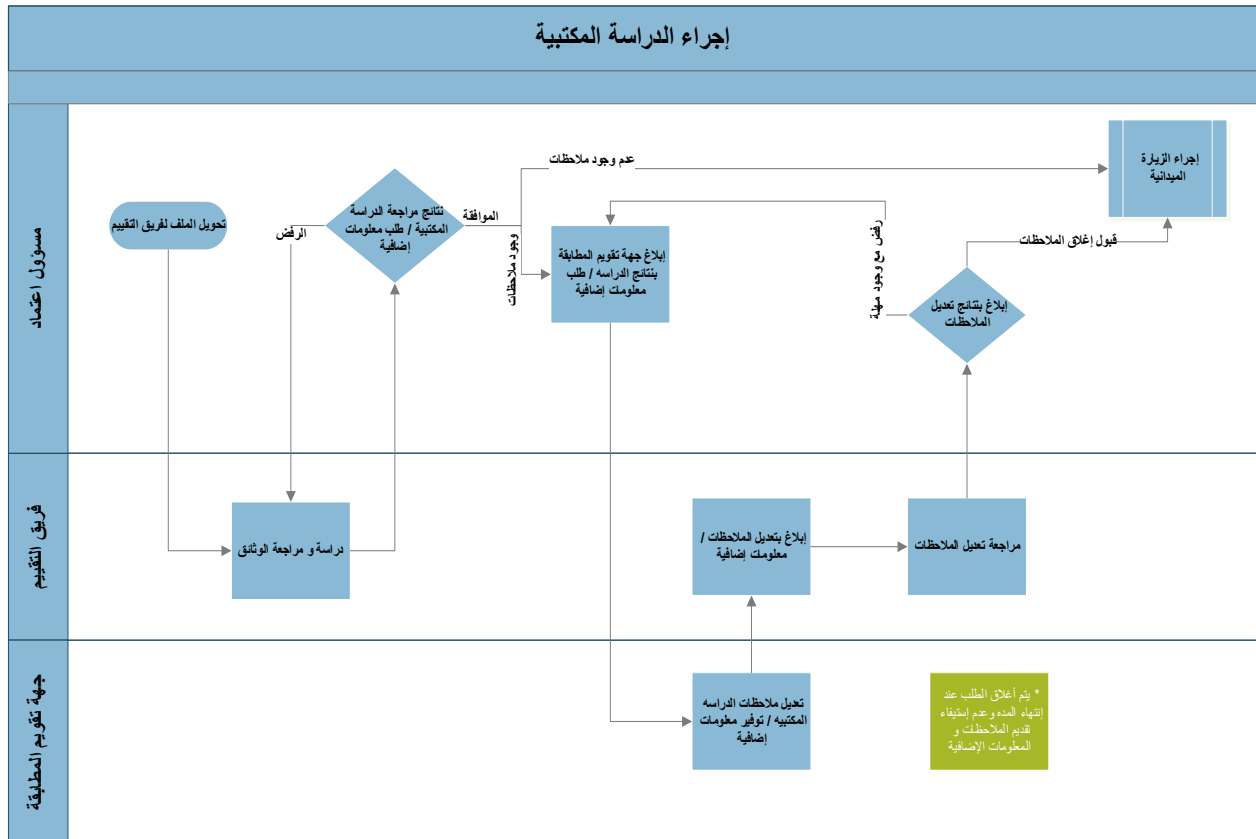 إجراء الدراسة المكتبية
مسؤول اعتماد
تحويل الملف لفريق التقييم
نتائج مراجعة الدراسة
المكتبية / طلب معلومات
إضافية
الرفض
الموافقة
عدم وجود ملاحظات
وجود ملاحظات
إبلاغ جهة تقويم المطابقة
بنتائج الدراسه / طلب
معلومات إضافية
رفض مع وجود مهلة
إبلاغ بنتائج تعديل
الملاحظات
قبول إغلاق الملاحظات
إجراء الزيارة
الميدانية
فريق التقييم
دراسة و مراجعة الوثائق
إبلاغ بتعديل الملاحظات /
معلومات إضافية
مراجعة تعديل الملاحظات
جهة تقويم المطابقة
تعديل ملاحظات الدراسه
المكتبيه / توفير معلومات
إضافية
* يتم أغلاق الطلب عند
إنتهاء المده وعدم إستيفاء
تقديم الملاحظات و
المعلومات الإضافية